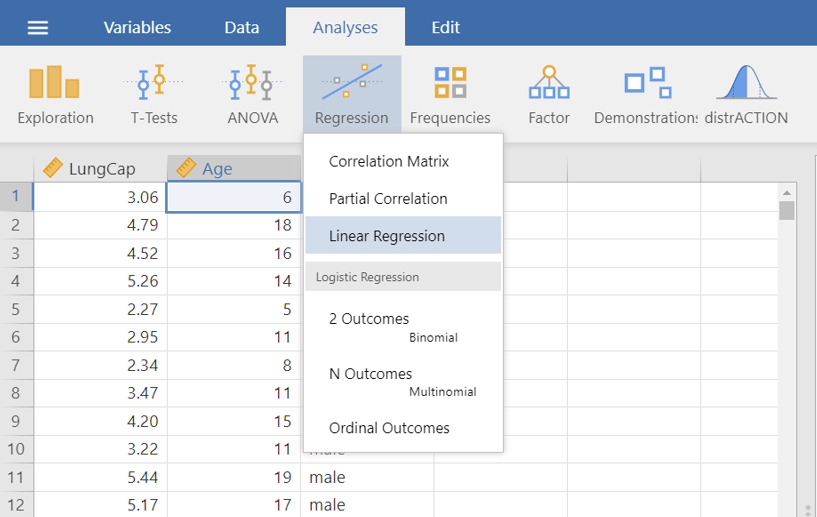 Variables Data Analyses Edit
Exploration T-Tests ANOVA Regression Frequencies Factor Demonstrations distrACTION
Correlation Matrix
Partial Correlation
Linear Regression
Logistic Regression
2 Outcomes
Binomial
N Outcomes
Multinomial
Ordinal Outcomes
LungCap Age
1 3.06 6
2 4.79 18
3 4.52 16
4 5.26 14
5 2.27 5
6 2.95 11
7 2.34 8
8 3.47 11
9 4.20 15
10 3.22 11
11 5.44 19 male
12 5.17 17 male